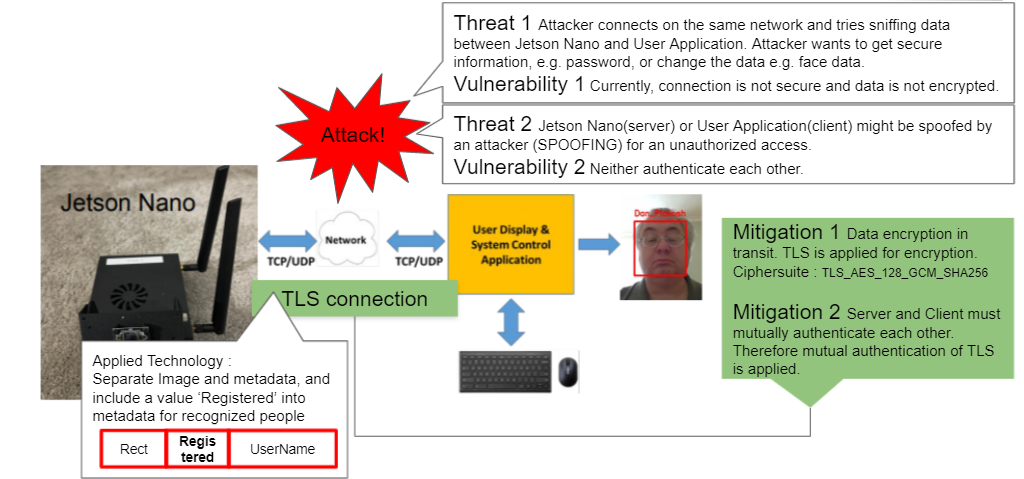 Threat 1 Attacker connects on the same network and tries sniffing data
between Jetson Nano and User Application. Attacker wants to get secure
information, e.g. password, or change the data e.g. face data.
Vulnerability 1 Currently, connection is not secure and data is not encrypted.
Threat 2 Jetson Nano(server) or User Application(client) might be spoofed by
an attacker (SPOOFING) for an unauthorized access.
Vulnerability 2 Neither authenticate each other.
Attack!
Jetson Nano
Network
TCP/UDP
TCP/UDP
User Display &
System Control
Application
TLS connection
Mitigation 1 Data encryption in
transit. TLS is applied for encryption.
Ciphersuite : TLS_AES_128_GCM_SHA256
Mitigation 2 Server and Client must
mutually authenticate each other.
Therefore mutual authentication of TLS
is applied.
Applied Technology :
Separate Image and metadata, and
include a value ‘Registered’ into
metadata for recognized people
Rect
Regis
tered
UserName